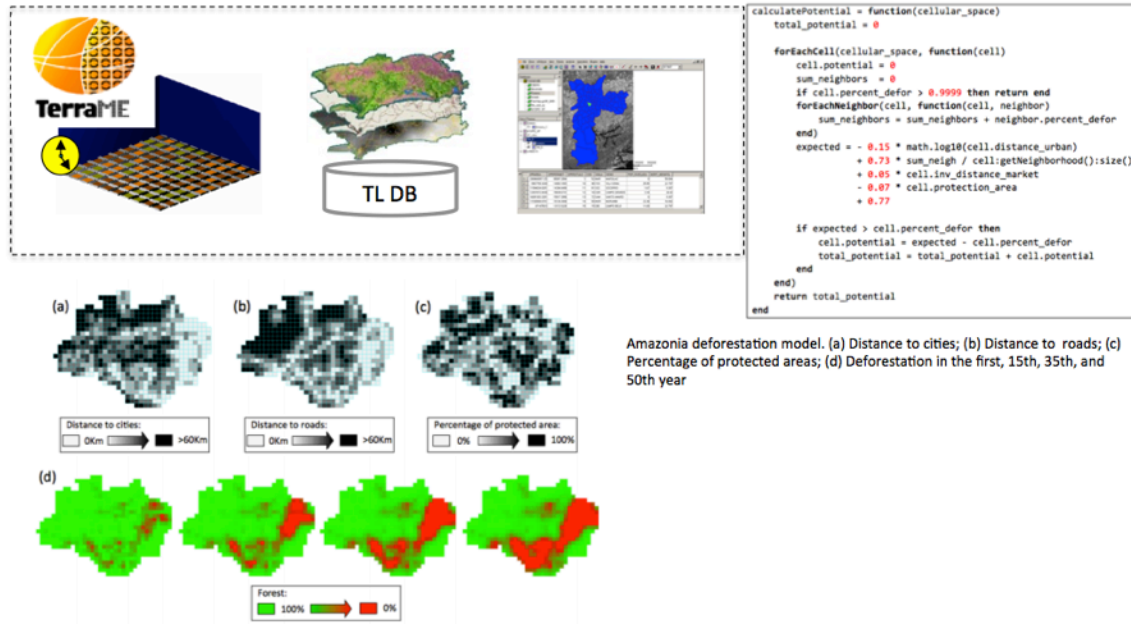 TerraME
TL DB
calculatePotential = function(cellular_space)
total_potential = 0
forEachCell(cellular_space, function(cell)
cell.potential = 0
sum_neighbors = 0
if cell.percent_defor > 0.9999 then return end
forEachNeighbor(cell, function(cell, neighbor)
sum_neighbors = sum_neighbors + neighbor.percent_defor
end)
expected = - 0.15 * math.log10(cell.distance_urban)
+ 0.73 * sum_neigh / cell:getNeighborhood():size()
+ 0.05 * cell.inv_distance_market
- 0.07 * cell.protection_area
+ 0.77
if expected > cell.percent_defor then
cell.potential = expected - cell.percent_defor
total_potential = total_potential + cell.potential
end
end)
return total_potential
end
Amazonia deforestation model. (a) Distance to cities; (b) Distance to roads; (c)
Percentage of protected areas; (d) Deforestation in the first, 15th, 35th, and
50th year
(a) (b) (c)
Distance to cities: Distance to roads: Percentage of protected area:
0Km >60Km 0Km >60Km 0% 100%
(d)
Forest:
100% 0%